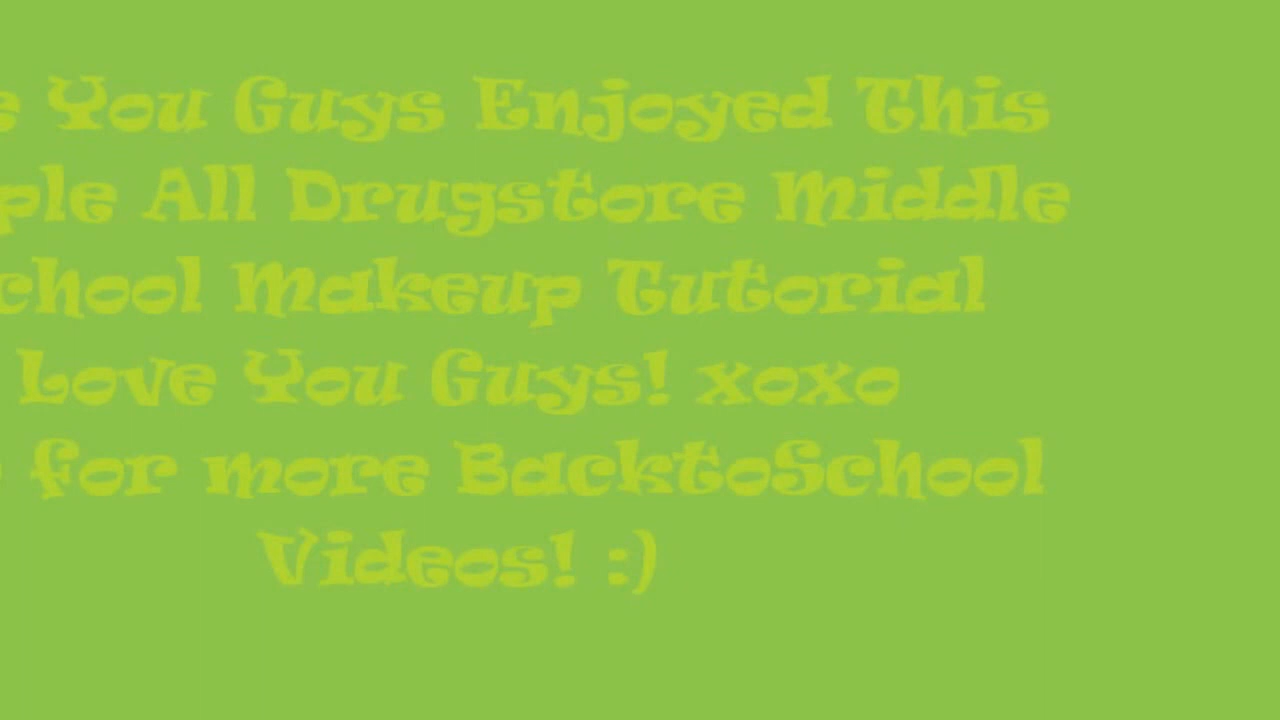 You Guys Enjoyed This
All Drugstore Middle
Makeup Tutorial
Love You Guys! xoxo
for more BacktoSchool
Videos! :)